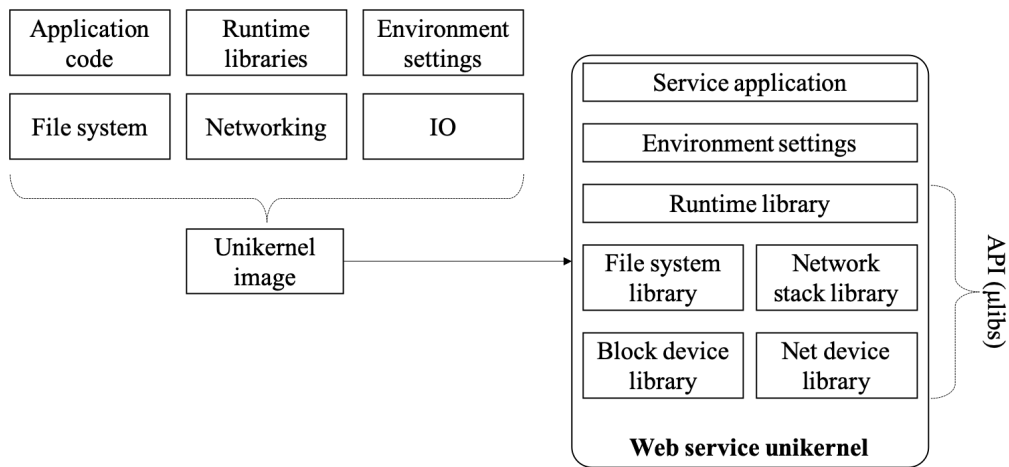 Application
code
Runtime
libraries
Environment
settings
File system
Networking
IO
Unikernel
image
Service application
Environment settings
Runtime library
File system
library
Network
stack library
Block device
library
Net device
library
Web service unikernel
API (μlibs)